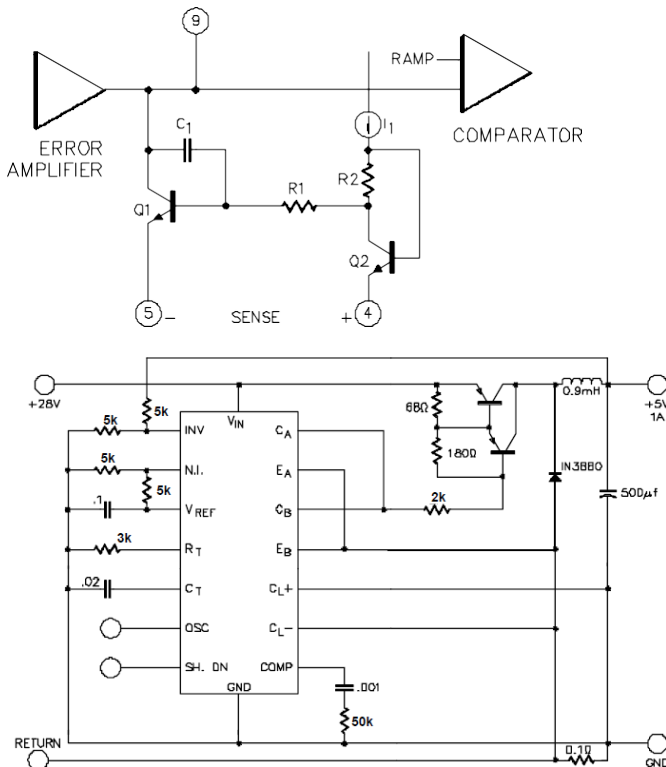 9
RAMP
I1
C1
ERROR
AMPLIFIER
COMPARATOR
R2
R1
Q1
Q2
5
-
SENSE
+
4
+28V
0.9mH
+5V
1A
5k
5k
68Ω
INV
VIN
CA
5k
N.I.
EA
180Ω
IN3880
5k
.1
VREF
CB
2k
500µf
3k
RT
EB
.02
CT
CL+
OSC
CL-
SH. DN
COMP
.001
GND
50k
RETURN
0.1Ω
GND